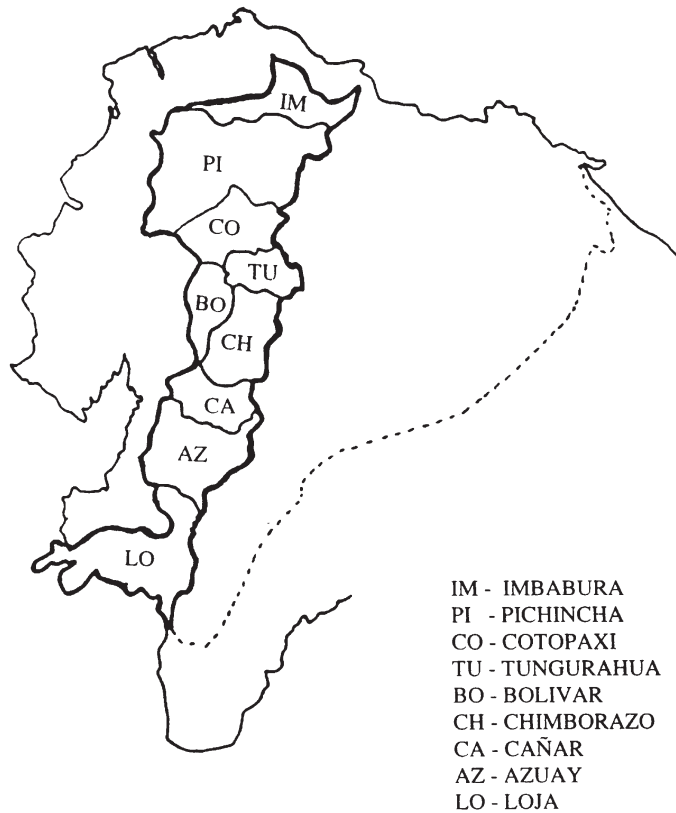 IM
PI
CO
TU
BO
CH
CA
AZ
LO
IM - IMBABURA
PI - PICHINCHA
CO - COTOPAXI
TU - TUNGURAHUA
BO - BOLIVAR
CH - CHIMBORAZO
CA - CAÑAR
AZ - AZUAY
LO - LOJA